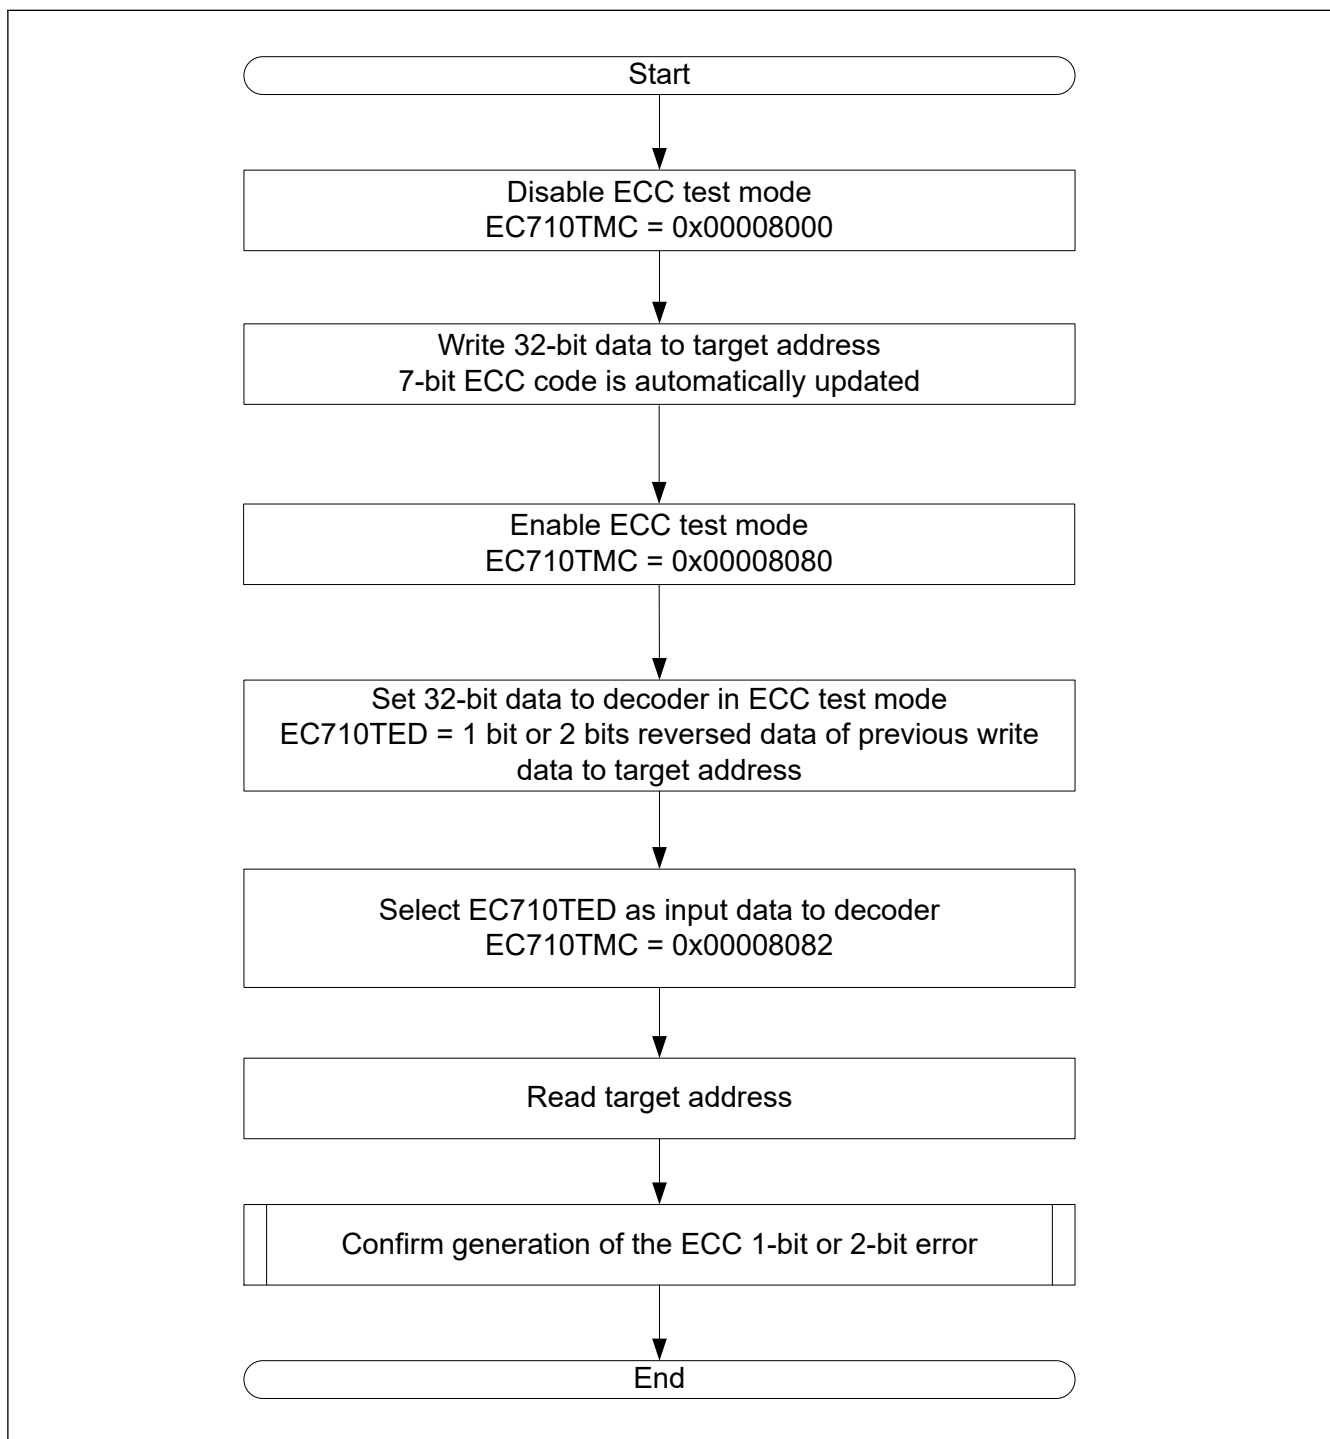 Start
Disable ECC test mode
EC710TMC = 0x00008000
Write 32-bit data to target address
7-bit ECC code is automatically updated
Enable ECC test mode
EC710TMC = 0x00008080
Set 32-bit data to decoder in ECC test mode
EC710TED = 1 bit or 2 bits reversed data of previous write
data to target address
Select EC710TED as input data to decoder
EC710TMC = 0x00008082
Read target address
Confirm generation of the ECC 1-bit or 2-bit error
End